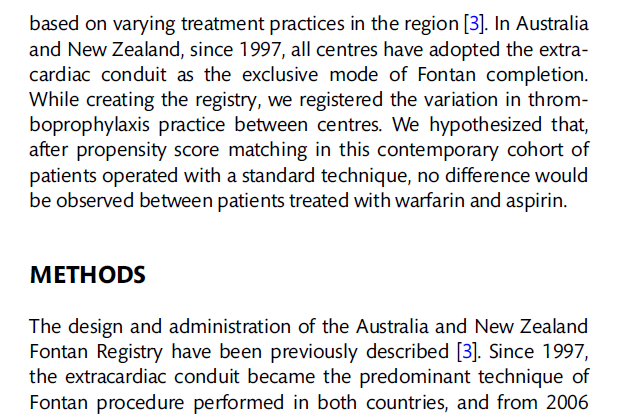 based on varying treatment practices in the region [3]. In Australia
and New Zealand, since 1997, all centres have adopted the extra-
cardiac conduit as the exclusive mode of Fontan completion.
While creating the registry, we registered the variation in throm-
boprophylaxis practice between centres. We hypothesized that,
after propensity score matching in this contemporary cohort of
patients operated with a standard technique, no difference would
be observed between patients treated with warfarin and aspirin.
METHODS
The design and administration of the Australia and New Zealand
Fontan Registry have been previously described [3]. Since 1997,
the extracardiac conduit became the predominant technique of
Fontan procedure performed in both countries, and from 2006